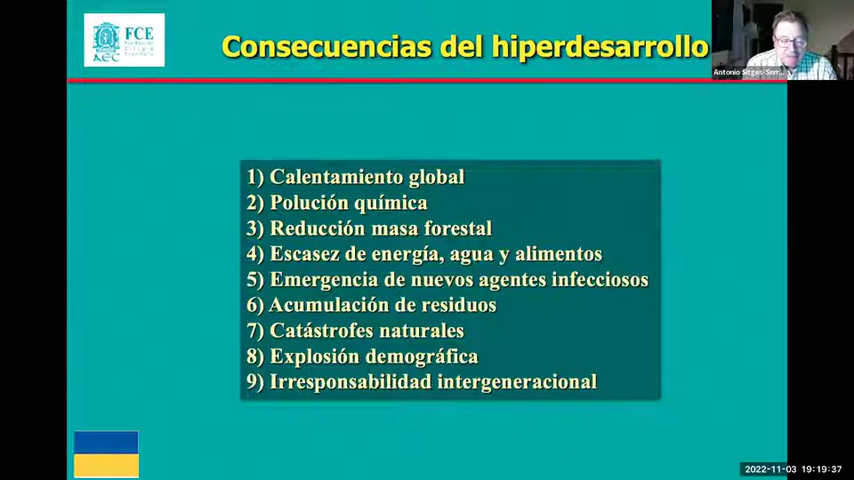 FCE
AEC
Consecuencias del hiperdesarrollo
Antonio Sitges-Serr...
1) Calentamiento global
2) Polución química
3) Reducción masa forestal
4) Escasez de energía, agua y alimentos
5) Emergencia de nuevos agentes infecciosos
6) Acumulación de residuos
7) Catástrofes naturales
8) Explosión demográfica
9) Irresponsabilidad intergeneracional
2022-11-03 19:19:37